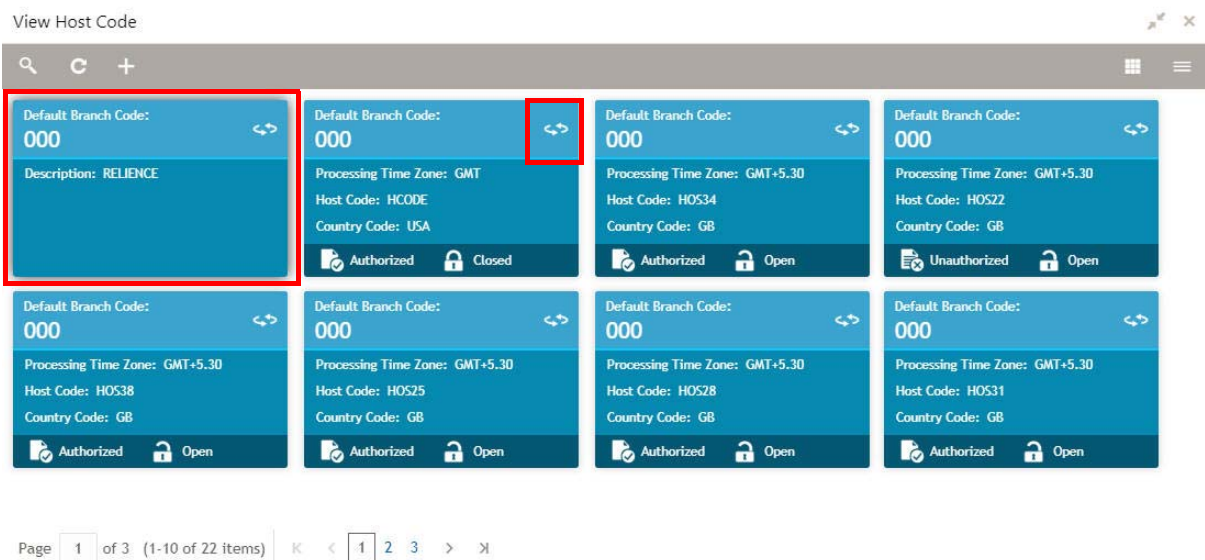 View Host Code
Default Branch Code:
000
Description: RELIENCE
Default Branch Code:
000
Processing Time Zone: GMT
Host Code: HCODE
Country Code: USA
Authorized Closed
Default Branch Code:
000
Processing Time Zone: GMT+5.30
Host Code: HOS34
Country Code: GB
Authorized Open
Default Branch Code:
000
Processing Time Zone: GMT+5.30
Host Code: HOS22
Country Code: GB
Unauthorized Open
Default Branch Code:
000
Processing Time Zone: GMT+5.30
Host Code: HOS38
Country Code: GB
Authorized Open
Default Branch Code:
000
Processing Time Zone: GMT+5.30
Host Code: HOS25
Country Code: GB
Authorized Open
Default Branch Code:
000
Processing Time Zone: GMT+5.30
Host Code: HOS28
Country Code: GB
Authorized Open
Default Branch Code:
000
Processing Time Zone: GMT+5.30
Host Code: HOS31
Country Code: GB
Authorized Open
Page 1 of 3 (1-10 of 22 items) 1 2 3